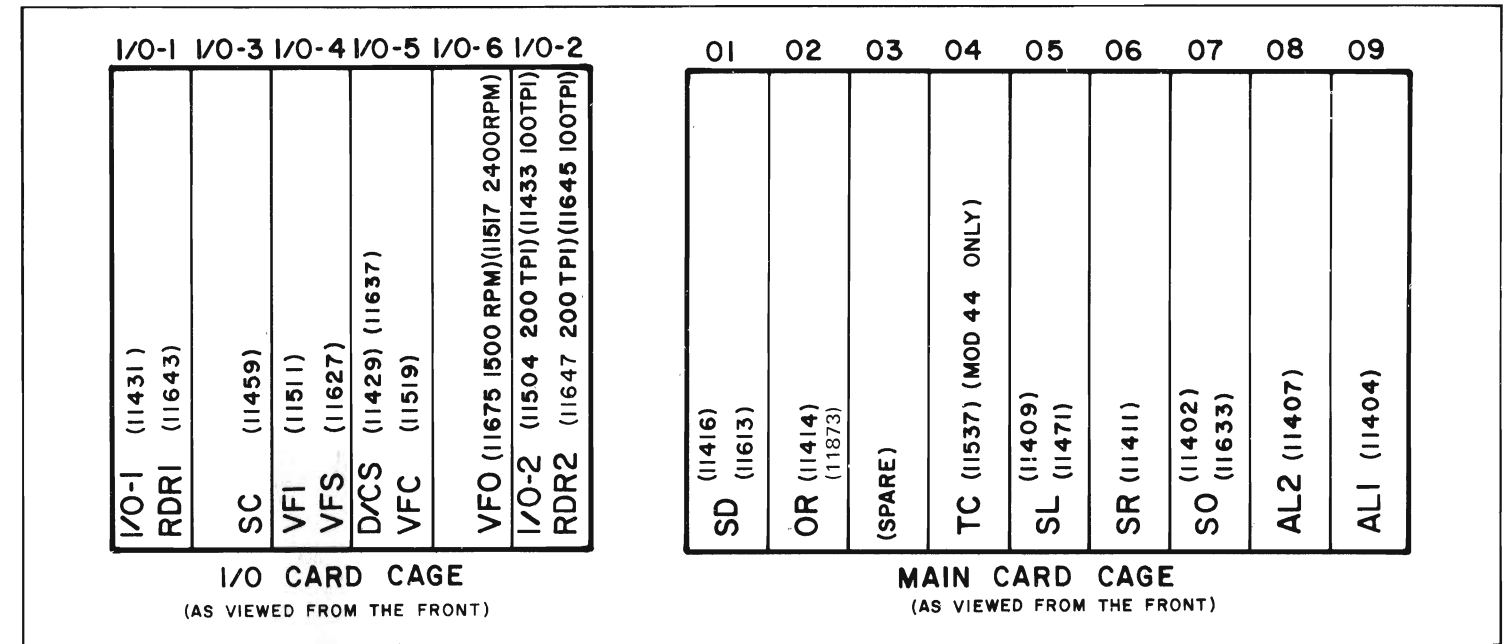 I/O-1 I/O-3 I/O-4 I/O-5 I/O-6 I/O-2
I/O-1 (11431)
RDR1 (11643)
SC (11459)
VFI (11511)
VFS (11627)
D/CS (11429) (11637)
VFC (11519)
VFO (11675 1500 RPM)(11517 2400RPM)
I/O-2 (11504 200 TPI)(11433 100TPI)
RDR2 (11647 200 TPI)(11645 100TPI)
I/O CARD CAGE
(AS VIEWED FROM THE FRONT)
01 02 03 04 05 06 07 08 09
SD (11416)
(11613)
OR (11414)
(11873)
(SPARE)
TC (11537) (MOD 44 ONLY)
SL (11409)
(11471)
SR (11411)
SO (11402)
(11633)
AL2 (11407)
AL1 (11404)
MAIN CARD CAGE
(AS VIEWED FROM THE FRONT)